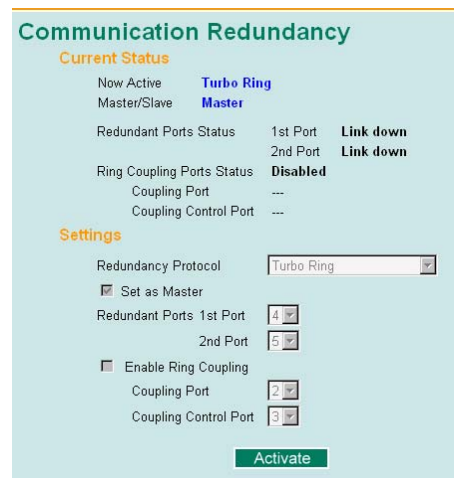 Communication Redundancy
Current Status
Now Active Turbo Ring
Master/Slave Master
Redundant Ports Status 1st Port Link down
2nd Port Link down
Ring Coupling Ports Status Disabled
Coupling Port ---
Coupling Control Port ---
Settings
Redundancy Protocol Turbo Ring
Set as Master
Redundant Ports 1st Port 4
2nd Port 5
Enable Ring Coupling
Coupling Port 2
Coupling Control Port 3
Activate